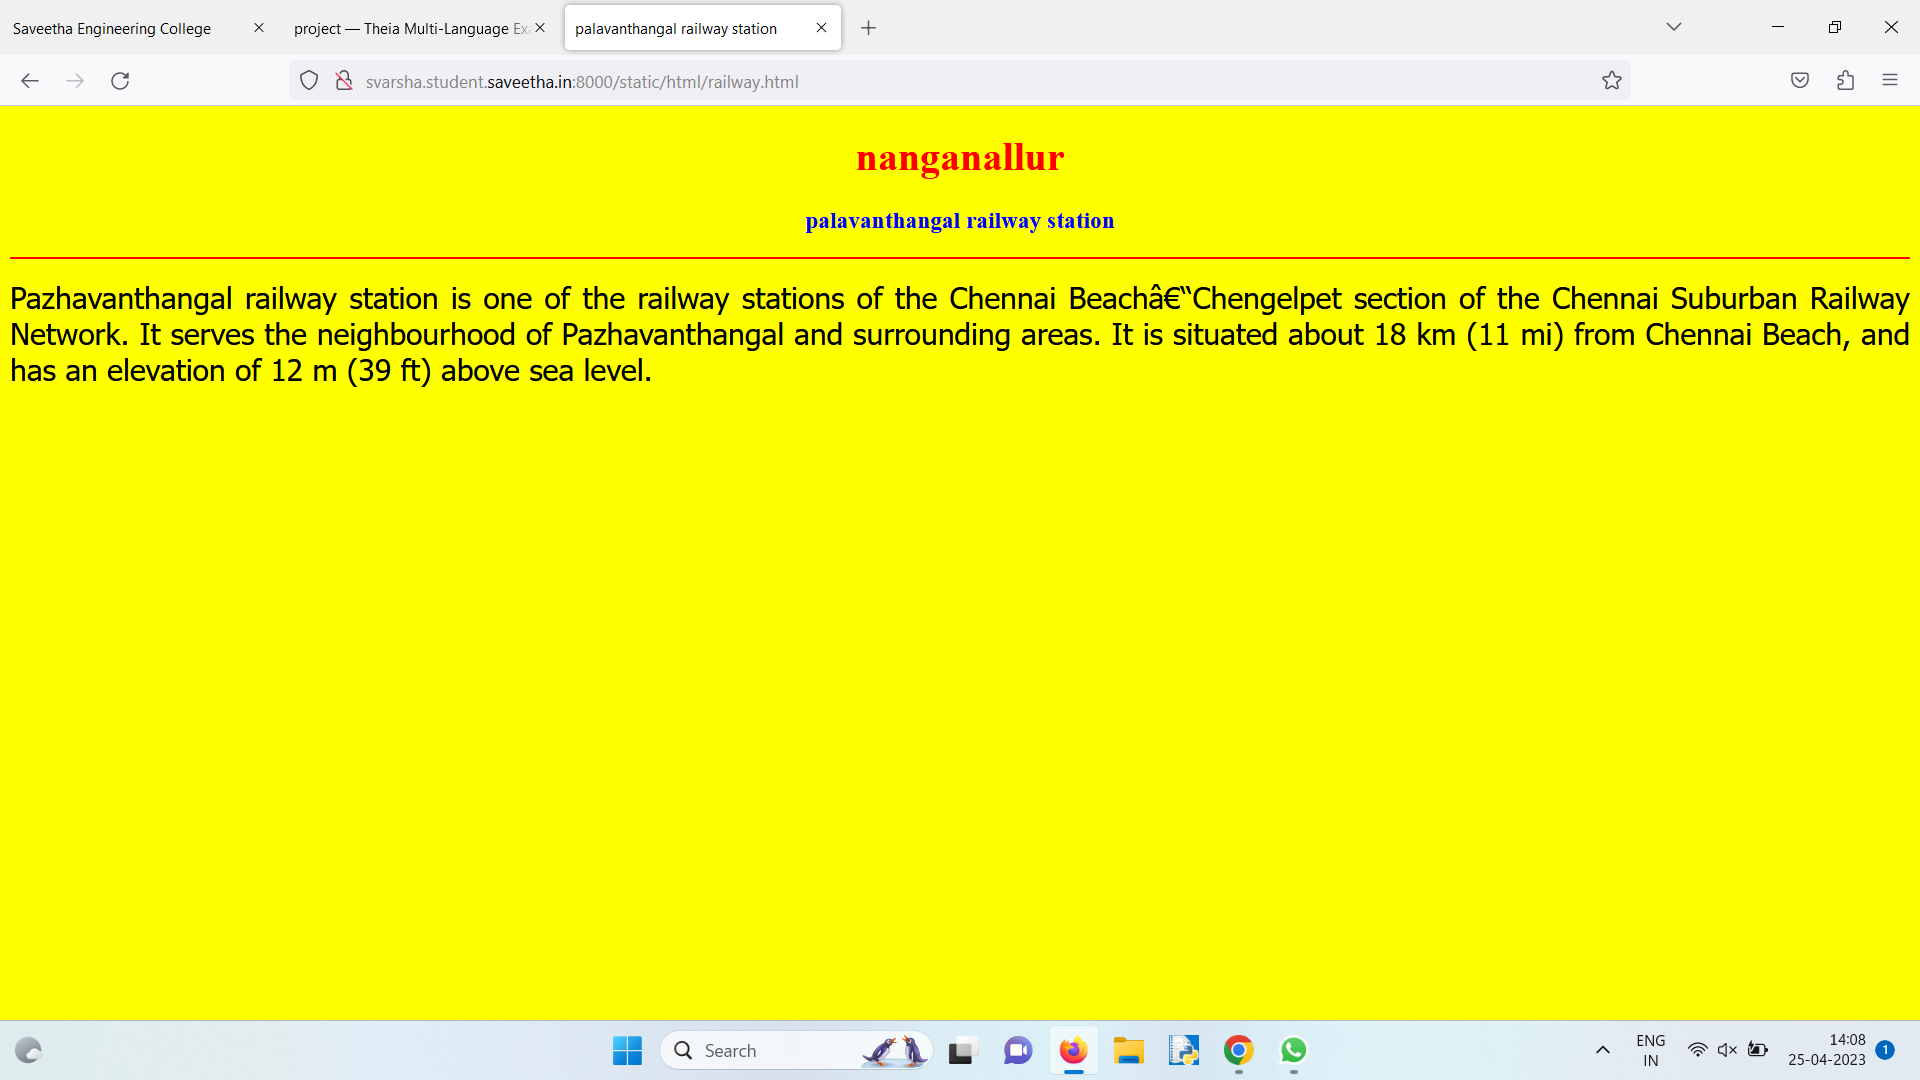 Saveetha Engineering College
project — Theia Multi-Language Exa
palavanthangal railway station
svarsha.student.saveetha.in:8000/static/html/railway.html
nanganallur
palavanthangal railway station
Pazhavanthangal railway station is one of the railway stations of the Chennai Beachâ€“Chengelpet section of the Chennai Suburban Railway
Network. It serves the neighbourhood of Pazhavanthangal and surrounding areas. It is situated about 18 km (11 mi) from Chennai Beach, and
has an elevation of 12 m (39 ft) above sea level.
Search
ENG
IN
14:08
25-04-2023
1